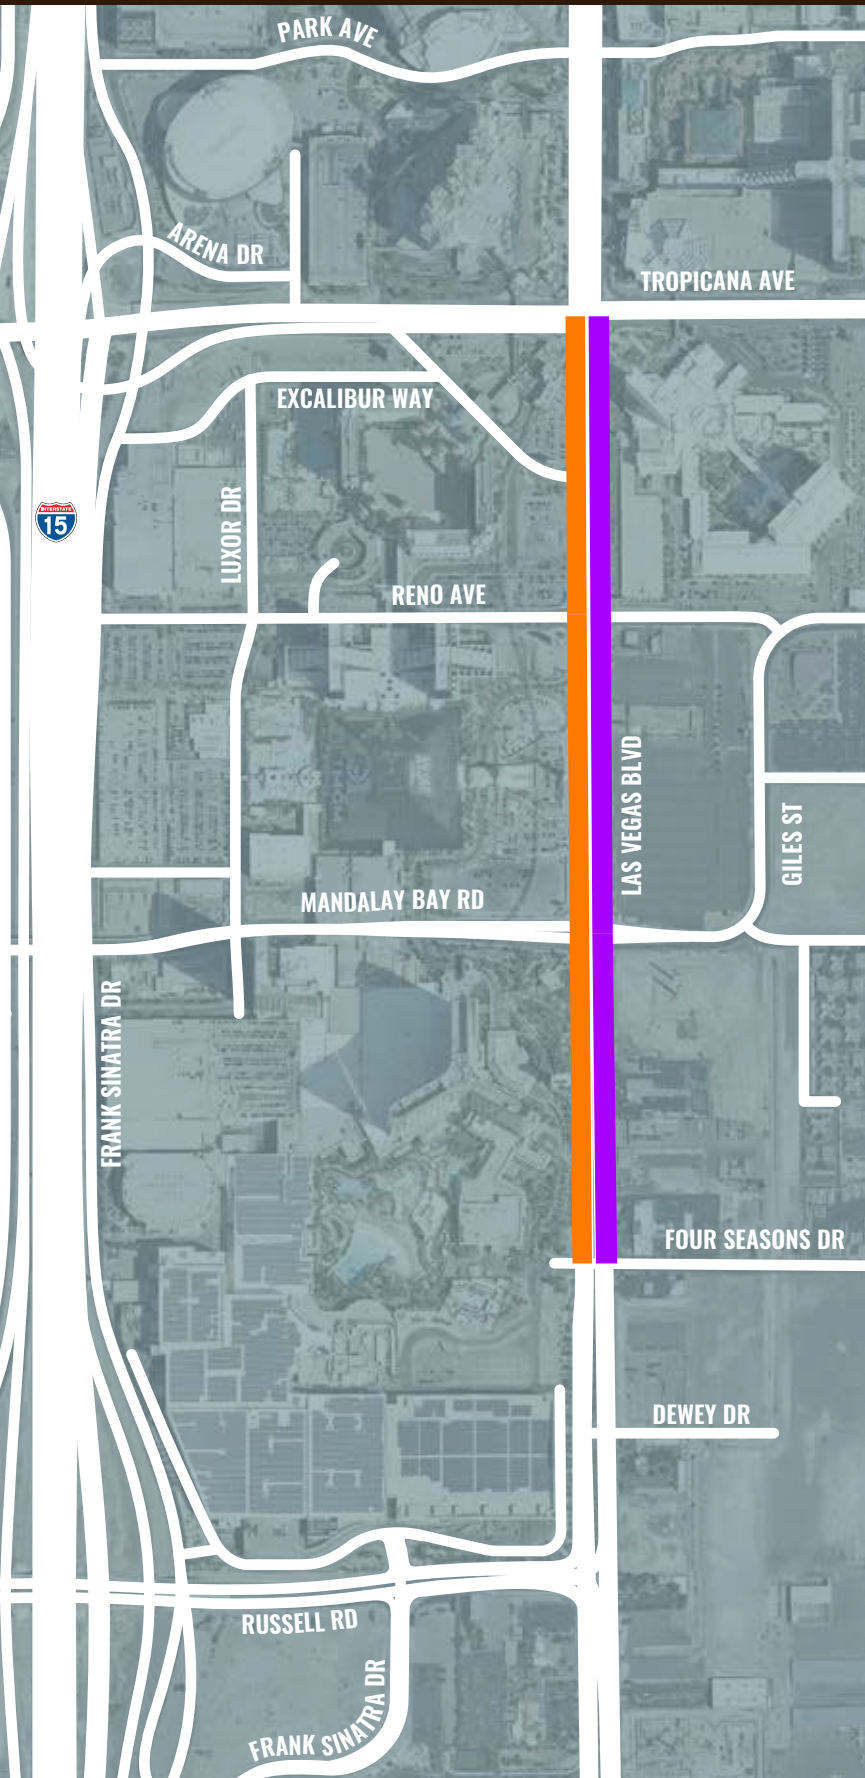 PARK AVE
ARENA DR
TROPICANA AVE
EXCALIBUR WAY
LUXOR DR
INTERSTATE
15
RENO AVE
LAS VEGAS BLVD
GILES ST
MANDALAY BAY RD
FRANK SINATRA DR
FOUR SEASONS DR
DEWEY DR
RUSSELL RD
FRANK SINATRA DR